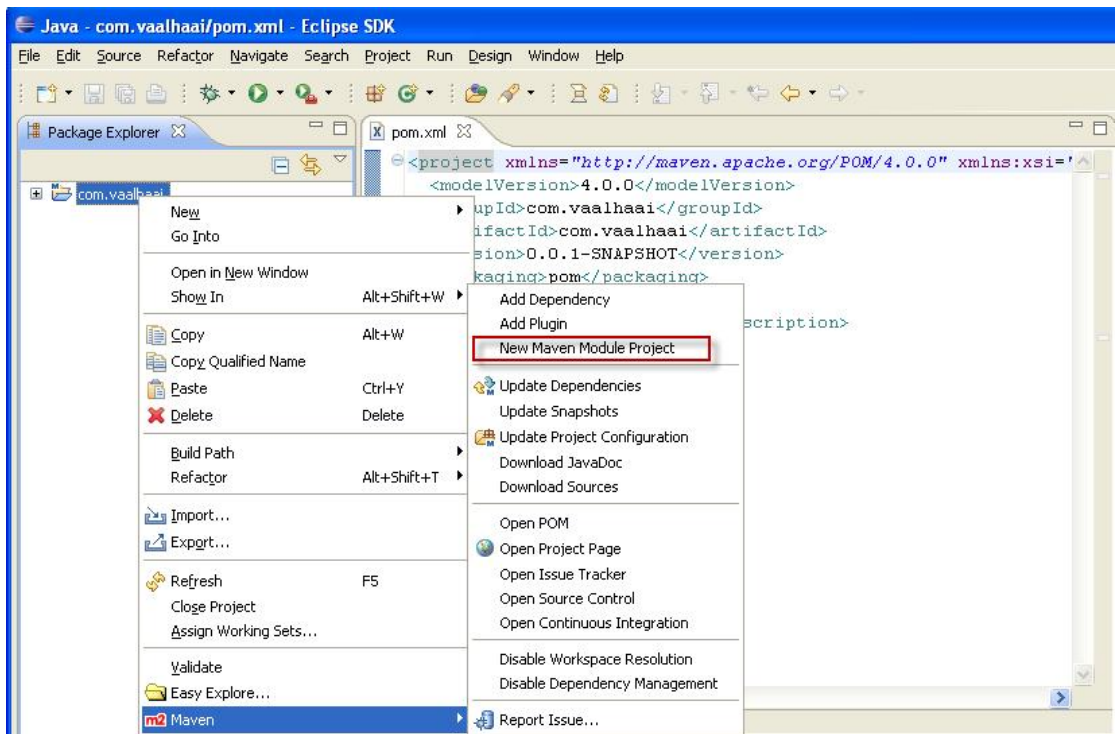 Java - com.vaalhaai/pom.xml - Eclipse SDK
File Edit Source Refactor Navigate Search Project Run Design Window Help
Package Explorer
pom.xml
<project xmlns="http://maven.apache.org/POM/4.0.0" xmlns:xsi='
<modelVersion>4.0.0</modelVersion>
com.vaalhaai
upId>com.vaalhaai</groupId>
ifactId>com.vaalhaai</artifactId>
sion>0.0.1-SNAPSHOT</version>
kaging>pom</packaging>
scription>
New
Go Into
Open in New Window
Show In Alt+Shift+W
Copy Alt+W
Copy Qualified Name
Paste Ctrl+Y
Delete Delete
Build Path
Refactor Alt+Shift+T
Import...
Export...
Refresh F5
Close Project
Assign Working Sets...
Validate
Easy Explore...
m2 Maven
Add Dependency
Add Plugin
New Maven Module Project
Update Dependencies
Update Snapshots
Update Project Configuration
Download JavaDoc
Download Sources
Open POM
Open Project Page
Open Issue Tracker
Open Source Control
Open Continuous Integration
Disable Workspace Resolution
Disable Dependency Management
Report Issue...